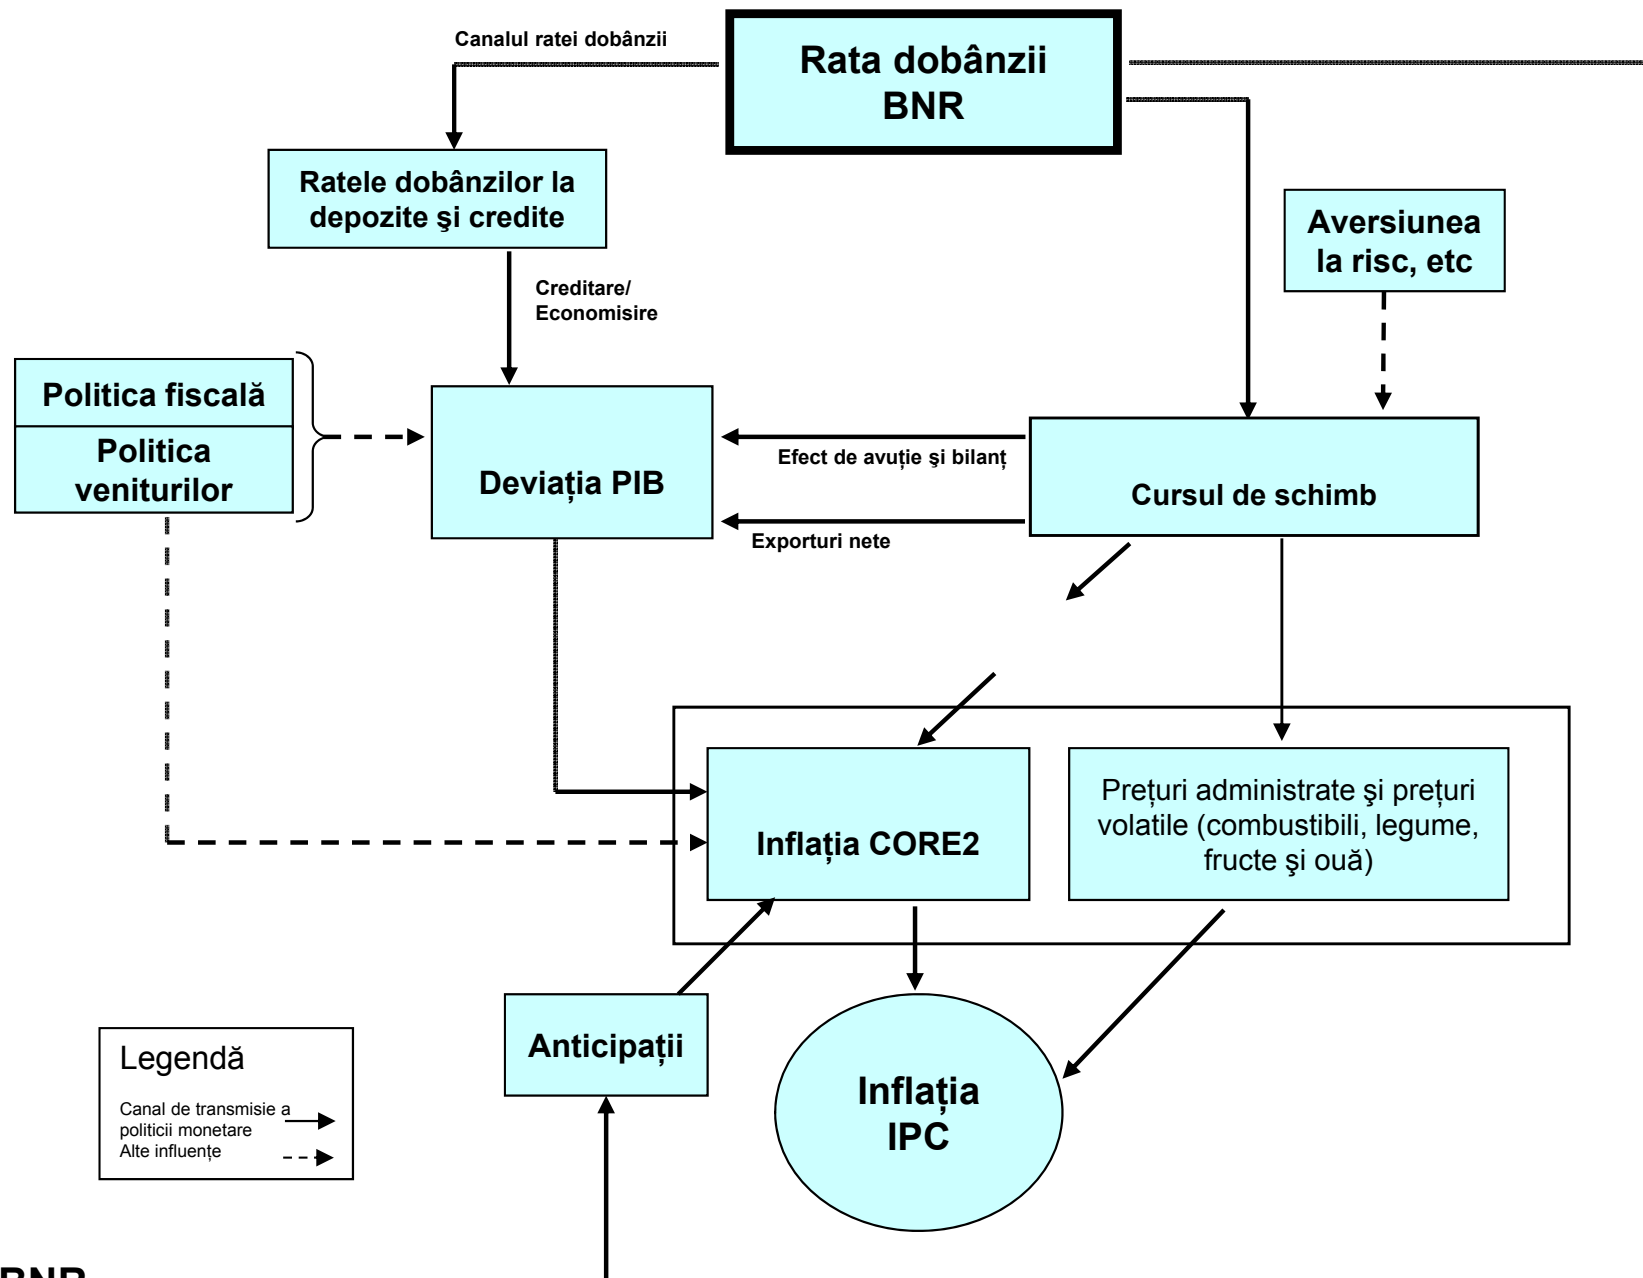 Canalul ratei dobânzii
Rata dobânzii
BNR
Ratele dobânzilor la
depozite şi credite
Aversiunea
la risc, etc
Creditare/
Economisire
Politica fiscală
Politica
veniturilor
Deviația PIB
Efect de avuție şi bilanț
Exporturi nete
Cursul de schimb
Inflația CORE2
Prețuri administrate şi prețuri
volatile (combustibili, legume,
fructe şi ouă)
Anticipații
Inflația
IPC
Legendă
Canal de transmisie a
politicii monetare
Alte influențe
BNR